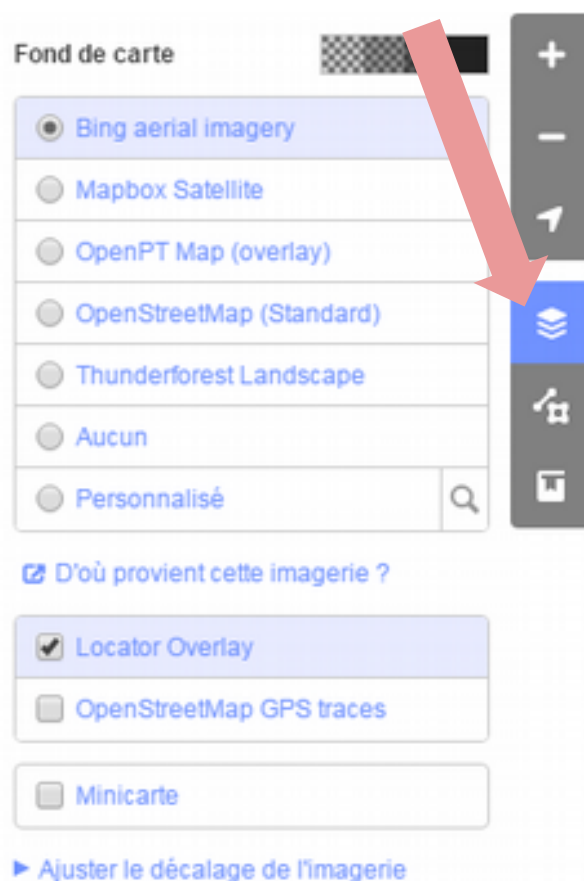 Fond de carte
Bing aerial imagery
Mapbox Satellite
OpenPT Map (overlay)
OpenStreetMap (Standard)
Thunderforest Landscape
Aucun
Personnalisé
D'où provient cette imagerie ?
Locator Overlay
OpenStreetMap GPS traces
Minicarte
Ajuster le décalage de l'imagerie